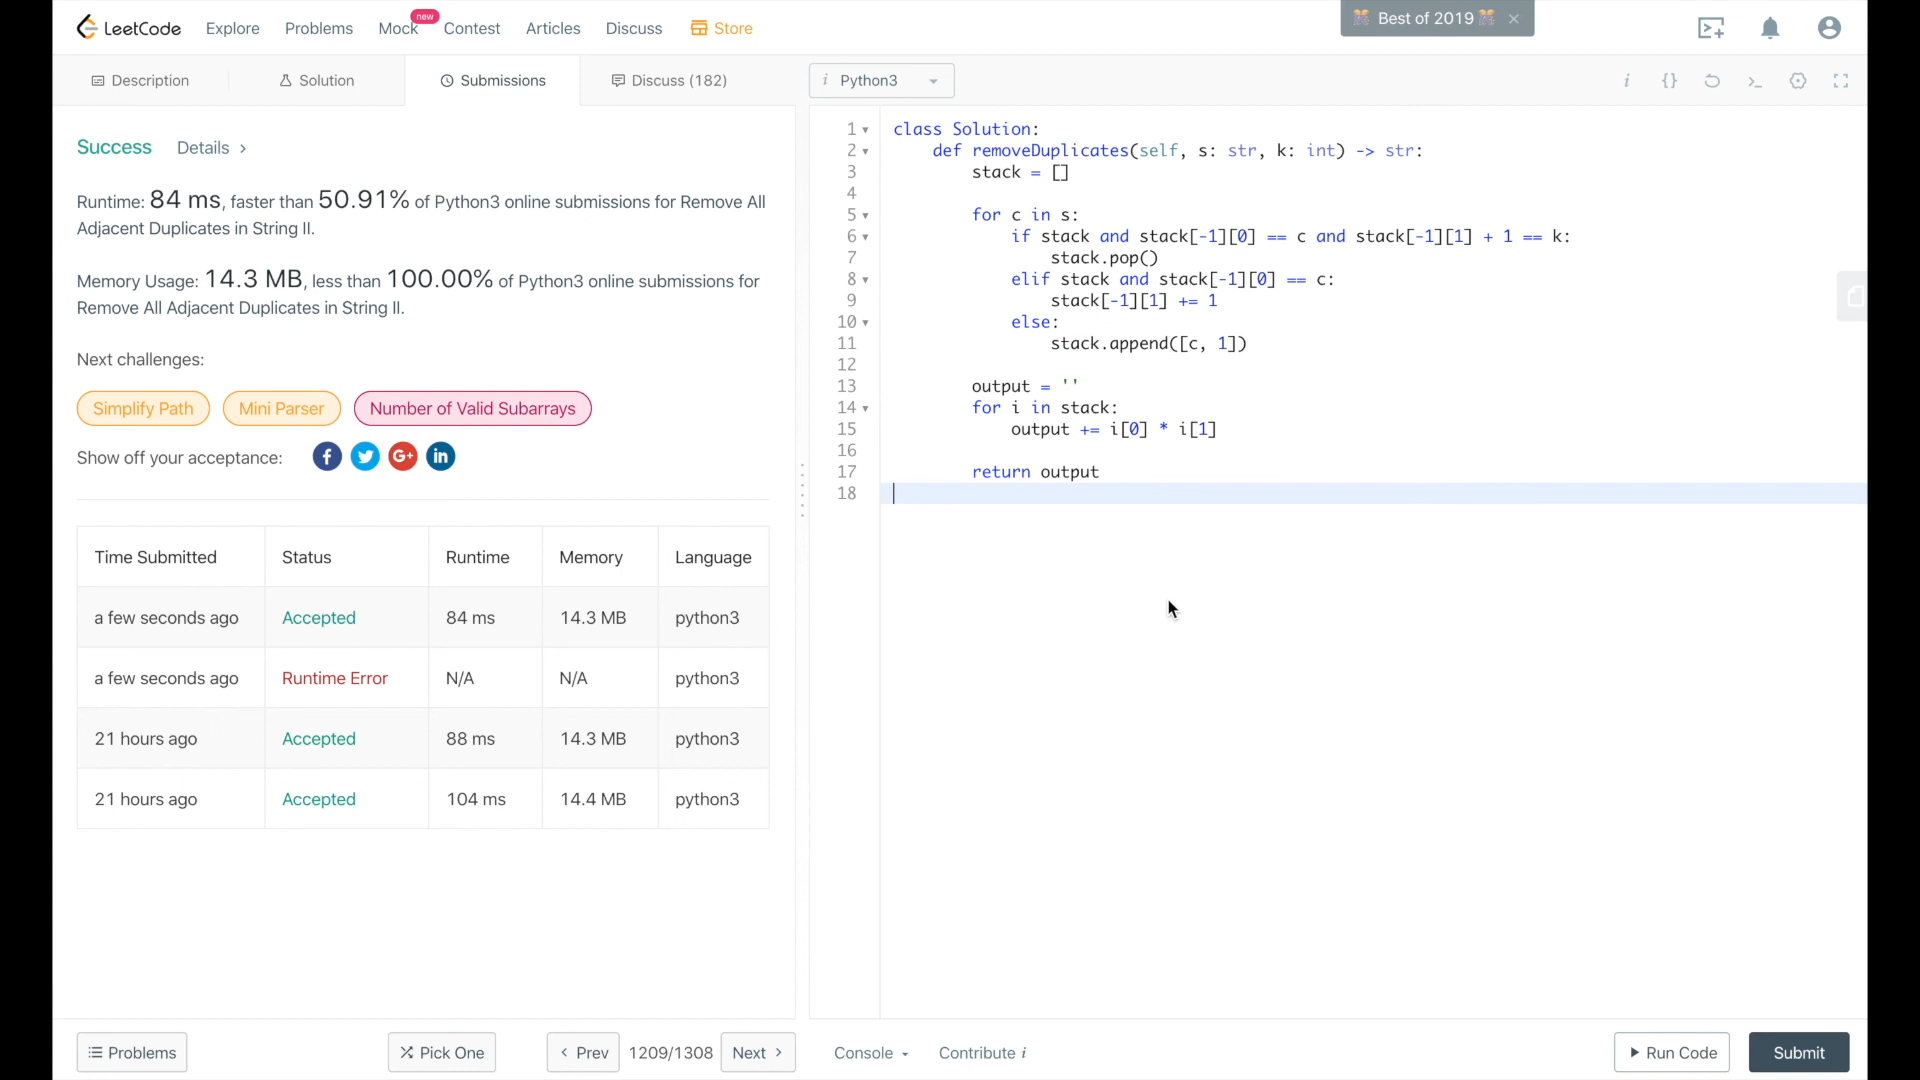 LeetCode Explore Problems Mock new Contest Articles Discuss Store Best of 2019 ×
Description Solution Submissions Discuss (182) i Python3
Success Details >
Runtime: 84 ms, faster than 50.91% of Python3 online submissions for Remove All
Adjacent Duplicates in String II.
Memory Usage: 14.3 MB, less than 100.00% of Python3 online submissions for
Remove All Adjacent Duplicates in String II.
Next challenges:
Simplify Path Mini Parser Number of Valid Subarrays
Show off your acceptance: f G+ in
Time Submitted Status Runtime Memory Language
a few seconds ago Accepted 84 ms 14.3 MB python3
a few seconds ago Runtime Error N/A N/A python3
21 hours ago Accepted 88 ms 14.3 MB python3
21 hours ago Accepted 104 ms 14.4 MB python3
i {} >_
1 class Solution:
2 def removeDuplicates(self, s: str, k: int) -> str:
3 stack = []
4
5 for c in s:
6 if stack and stack[-1][0] == c and stack[-1][1] + 1 == k:
7 stack.pop()
8 elif stack and stack[-1][0] == c:
9 stack[-1][1] += 1
10 else:
11 stack.append([c, 1])
12
13 output = ''
14 for i in stack:
15 output += i[0] * i[1]
16
17 return output
18
Problems Pick One < Prev 1209/1308 Next > Console Contribute i Run Code Submit